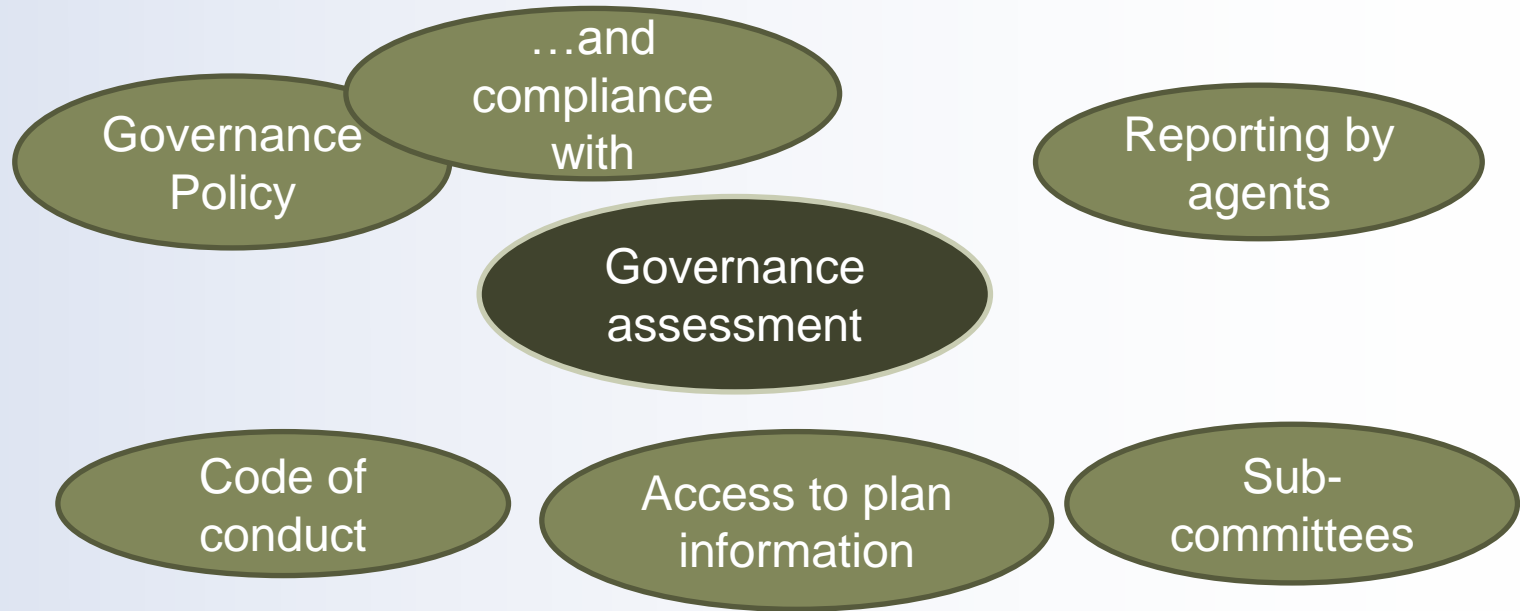 …and
compliance
with
Governance
Policy
Reporting by
agents
Governance
assessment
Code of
conduct
Access to plan
information
Sub-
committees